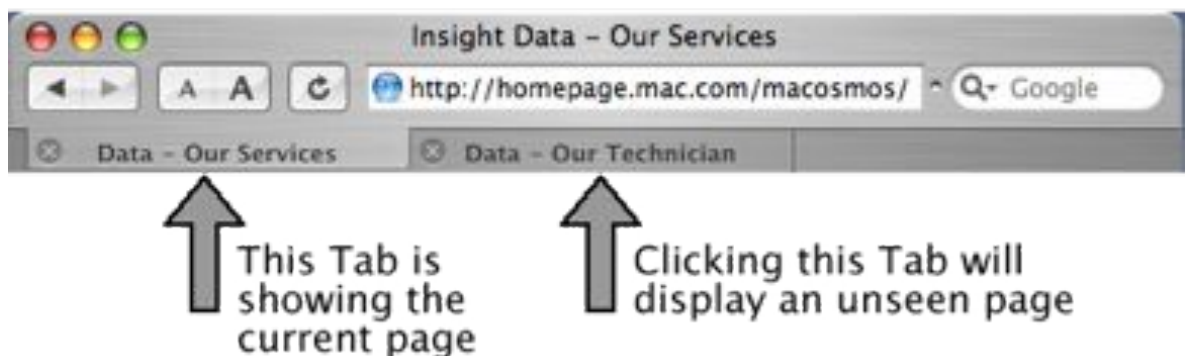 Insight Data – Our Services
A A http://homepage.mac.com/macosmos/ Google
Data – Our Services Data – Our Technician
This Tab is
showing the
current page
Clicking this Tab will
display an unseen page